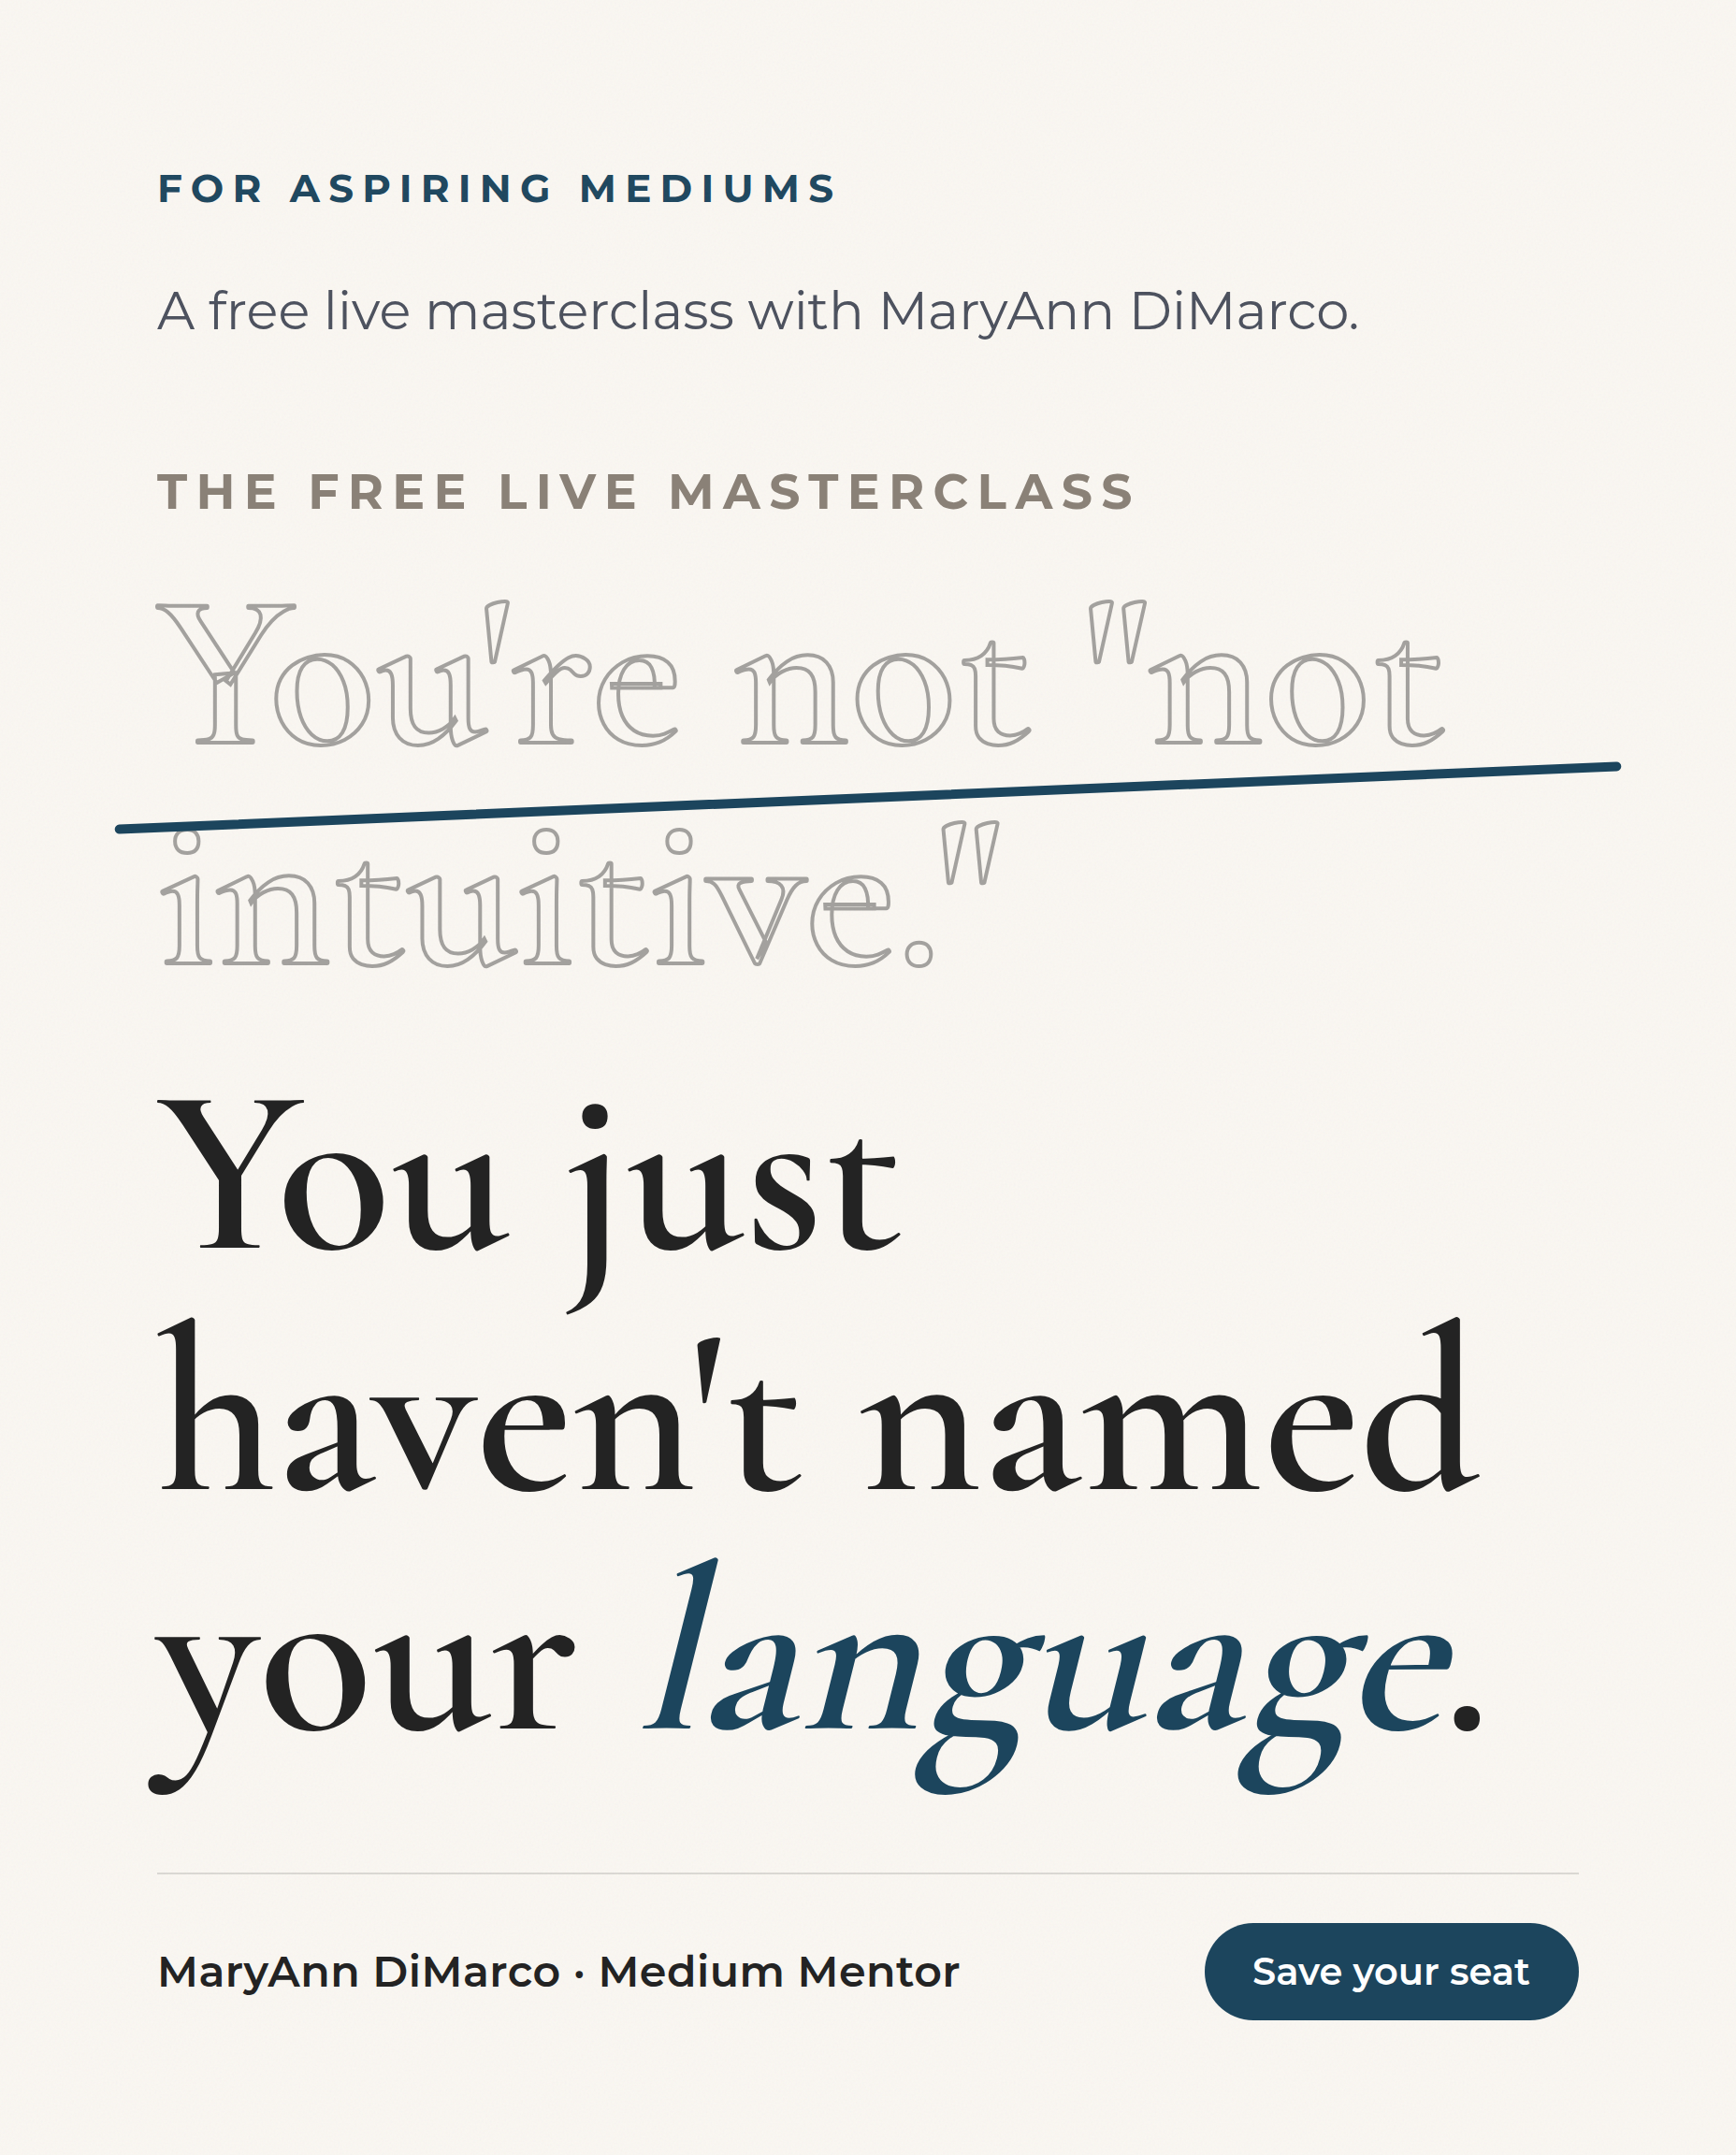 FOR ASPIRING MEDIUMS
A free live masterclass with MaryAnn DiMarco.
THE FREE LIVE MASTERCLASS
You're not "not
intuitive."
You just
haven't named
your language.
MaryAnn DiMarco · Medium Mentor
Save your seat